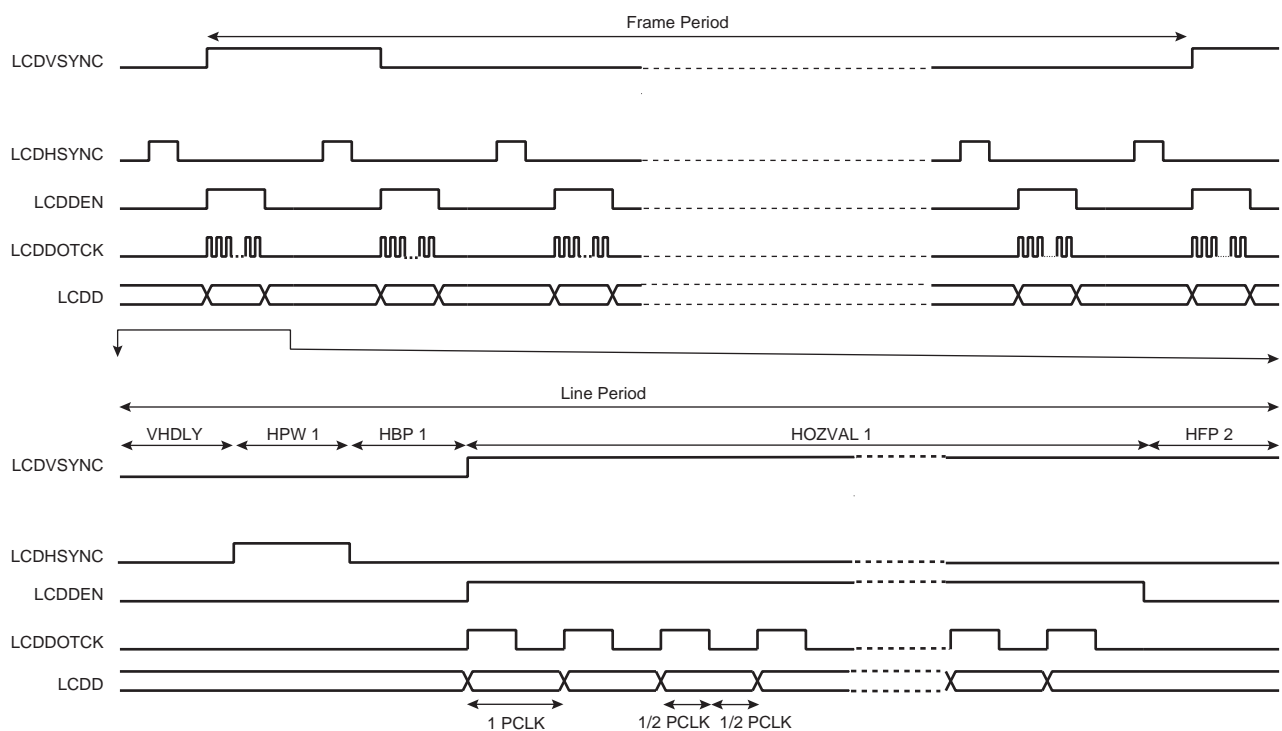 Frame Period
LCDVSYNC
LCDHSYNC
LCDDEN
LCDDOTCK
LCDD
Line Period
VHDLY HPW 1 HBP 1 HOZVAL 1 HFP 2
LCDVSYNC
LCDHSYNC
LCDDEN
LCDDOTCK
LCDD
1 PCLK 1/2 PCLK 1/2 PCLK